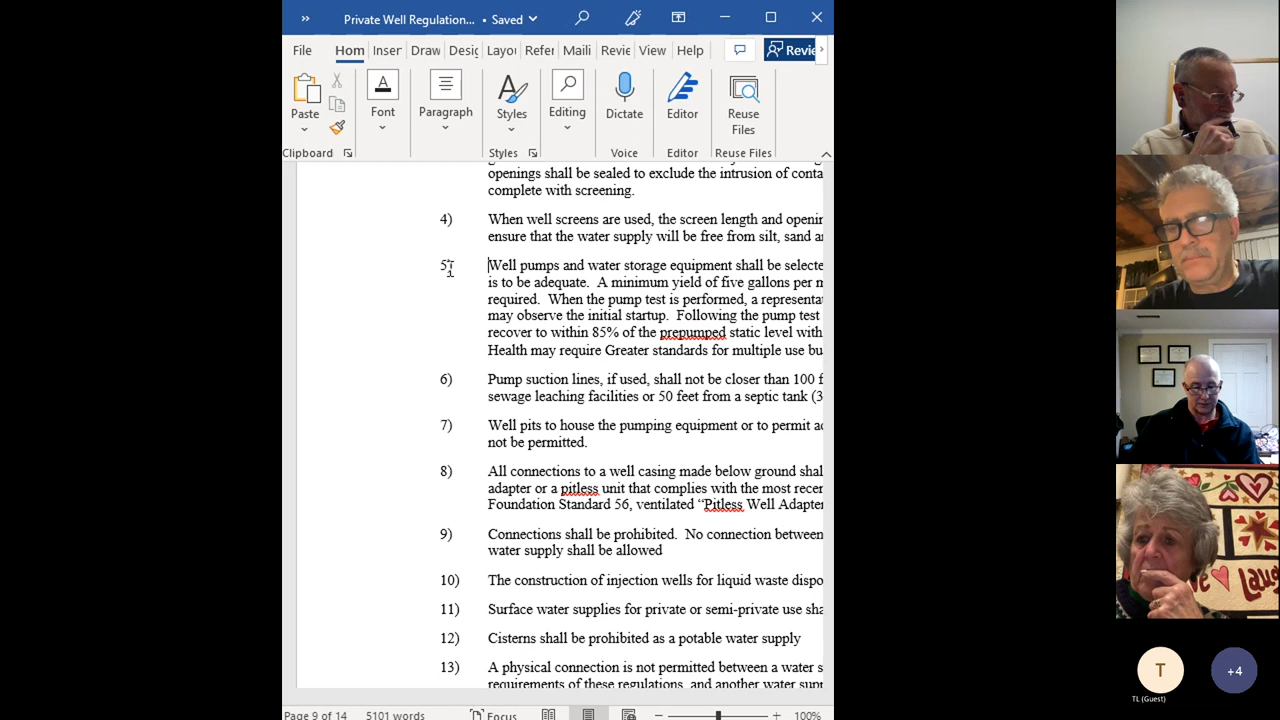 Private Well Regulation... • Saved
File Hom Inser Draw Desig Layou Refer Maili Revie View Help Revie
Paste Font Paragraph Styles Editing Dictate Editor Reuse Files
Clipboard Styles Voice Editor Reuse Files
openings shall be sealed to exclude the intrusion of conta
complete with screening.
4) When well screens are used, the screen length and openin
ensure that the water supply will be free from silt, sand a
5) Well pumps and water storage equipment shall be selecte
is to be adequate. A minimum yield of five gallons per m
required. When the pump test is performed, a representa
may observe the initial startup. Following the pump test
recover to within 85% of the prepumped static level with
Health may require Greater standards for multiple use bu
6) Pump suction lines, if used, shall not be closer than 100 f
sewage leaching facilities or 50 feet from a septic tank (3
7) Well pits to house the pumping equipment or to permit ac
not be permitted.
8) All connections to a well casing made below ground shal
adapter or a pitless unit that complies with the most recen
Foundation Standard 56, ventilated “Pitless Well Adapter
9) Connections shall be prohibited. No connection between
water supply shall be allowed
10) The construction of injection wells for liquid waste dispo
11) Surface water supplies for private or semi-private use sha
12) Cisterns shall be prohibited as a potable water supply
13) A physical connection is not permitted between a water s
requirements of these regulations, and another water supp
Page 9 of 14 5101 words Focus 100%
T
+4
TL (Guest)